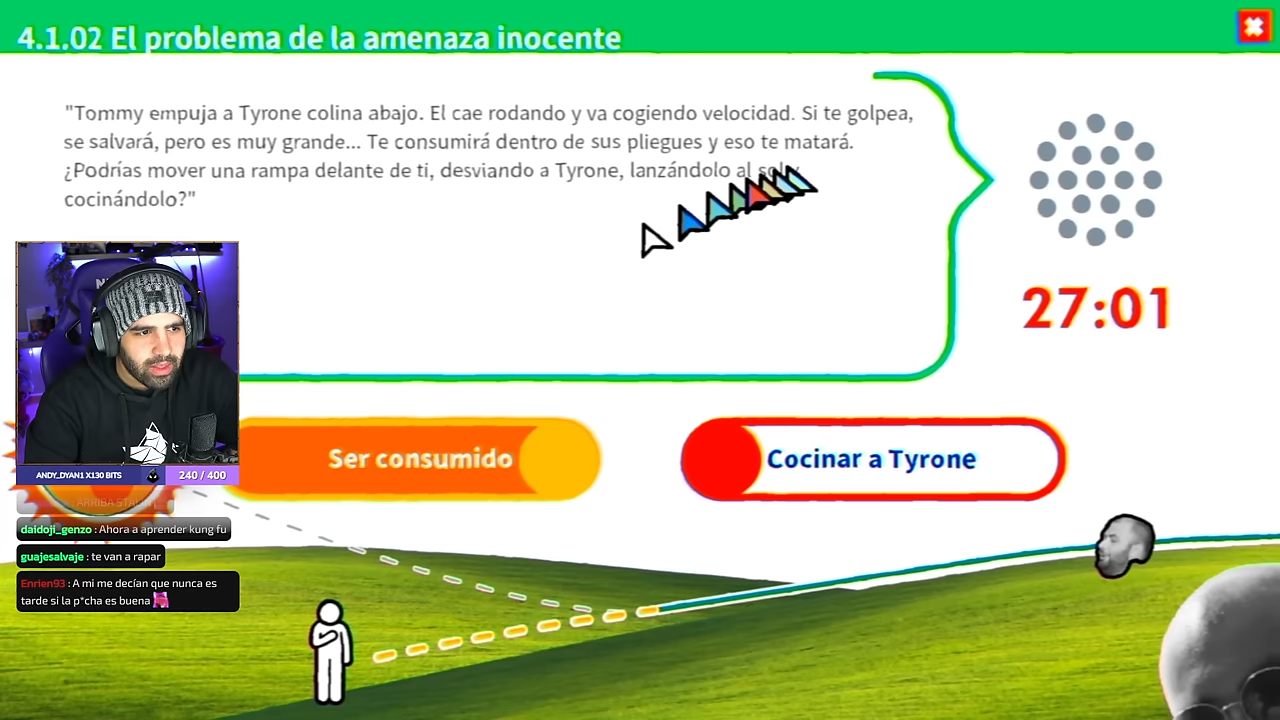 4.1.02 El problema de la amenaza inocente
"Tommy empuja a Tyrone colina abajo. El cae rodando y va cogiendo velocidad. Si te golpea,
se salvará, pero es muy grande... Te consumirá dentro de sus pliegues y eso te matará.
¿Podrías mover una rampa delante de ti, desviando a Tyrone, lanzándolo al sol y
cocinándolo?"
27:01
Ser consumido
Cocinar a Tyrone
ANDY_DYAN1 X130 BITS
240 / 400
daidoji_genzo : Ahora a aprender kung fu
guajesalvaje : te van a rapar
Enrien93 : A mi me decían que nunca es
tarde si la p*cha es buena